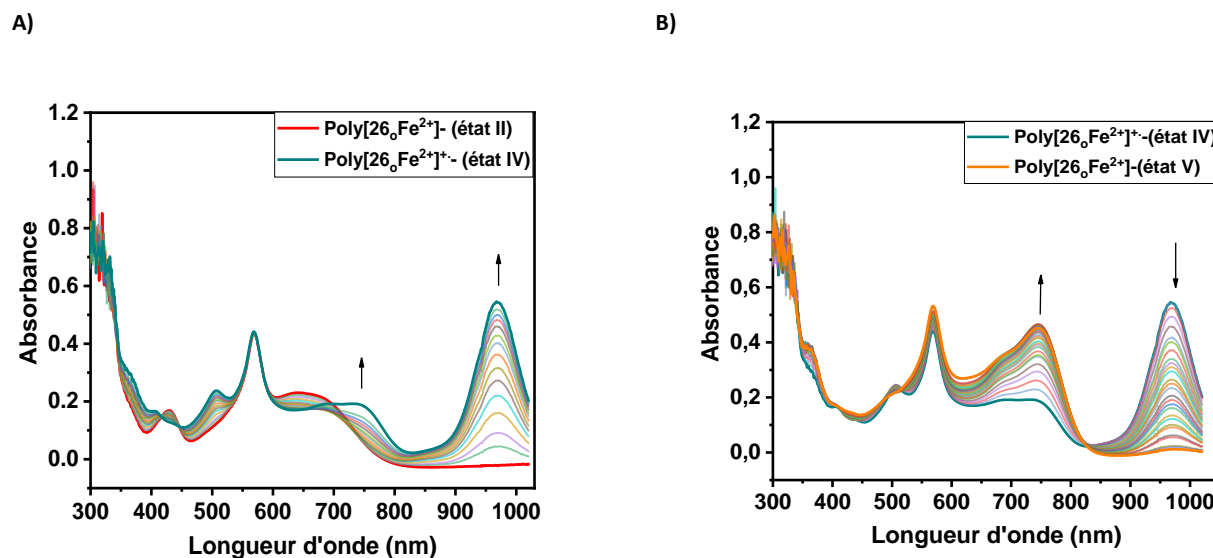 A)
B)
1.2
1.0
0.8
0.6
0.4
0.2
0.0
Absorbance
Poly[26ₒFe²⁺]- (état II)
Poly[26ₒFe²⁺]⁺·- (état IV)
300 400 500 600 700 800 900 1000
Longueur d'onde (nm)
1,2
1,0
0,8
0,6
0,4
0,2
0,0
Absorbance
Poly[26ₒFe²⁺]⁺·-(état IV)
Poly[26ₒFe²⁺]-(état V)
300 400 500 600 700 800 900 1000
Longueur d'onde (nm)